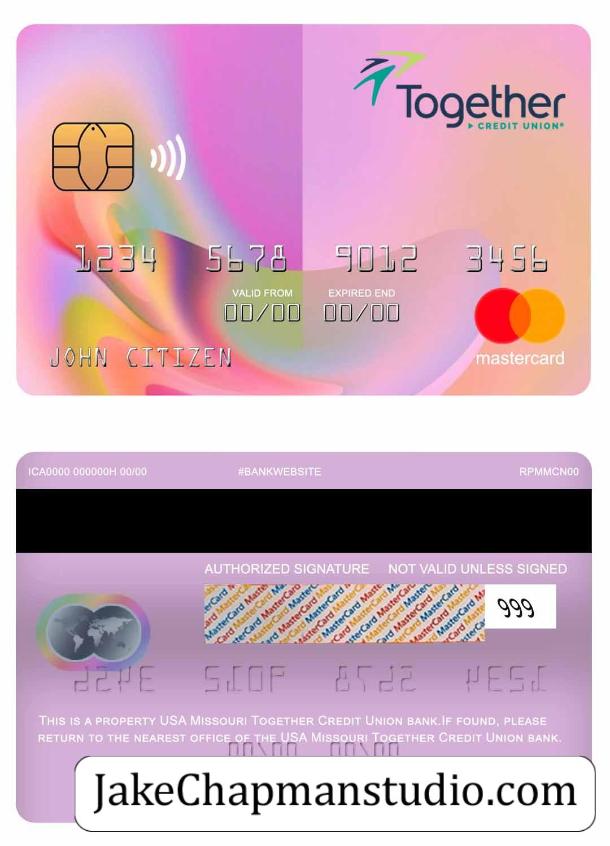 Together
CREDIT UNION®
1234 5678 9012 3456
VALID FROM EXPIRED END
00/00 00/00
JOHN CITIZEN
mastercard
ICA0000 000000H 00/00 #BANKWEBSITE RPMMCN00
AUTHORIZED SIGNATURE NOT VALID UNLESS SIGNED
MasterCard MasterCard MasterCard
999
THIS IS A PROPERTY USA MISSOURI TOGETHER CREDIT UNION BANK.IF FOUND, PLEASE
RETURN TO THE NEAREST OFFICE OF THE USA MISSOURI TOGETHER CREDIT UNION BANK.
JakeChapmanstudio.com